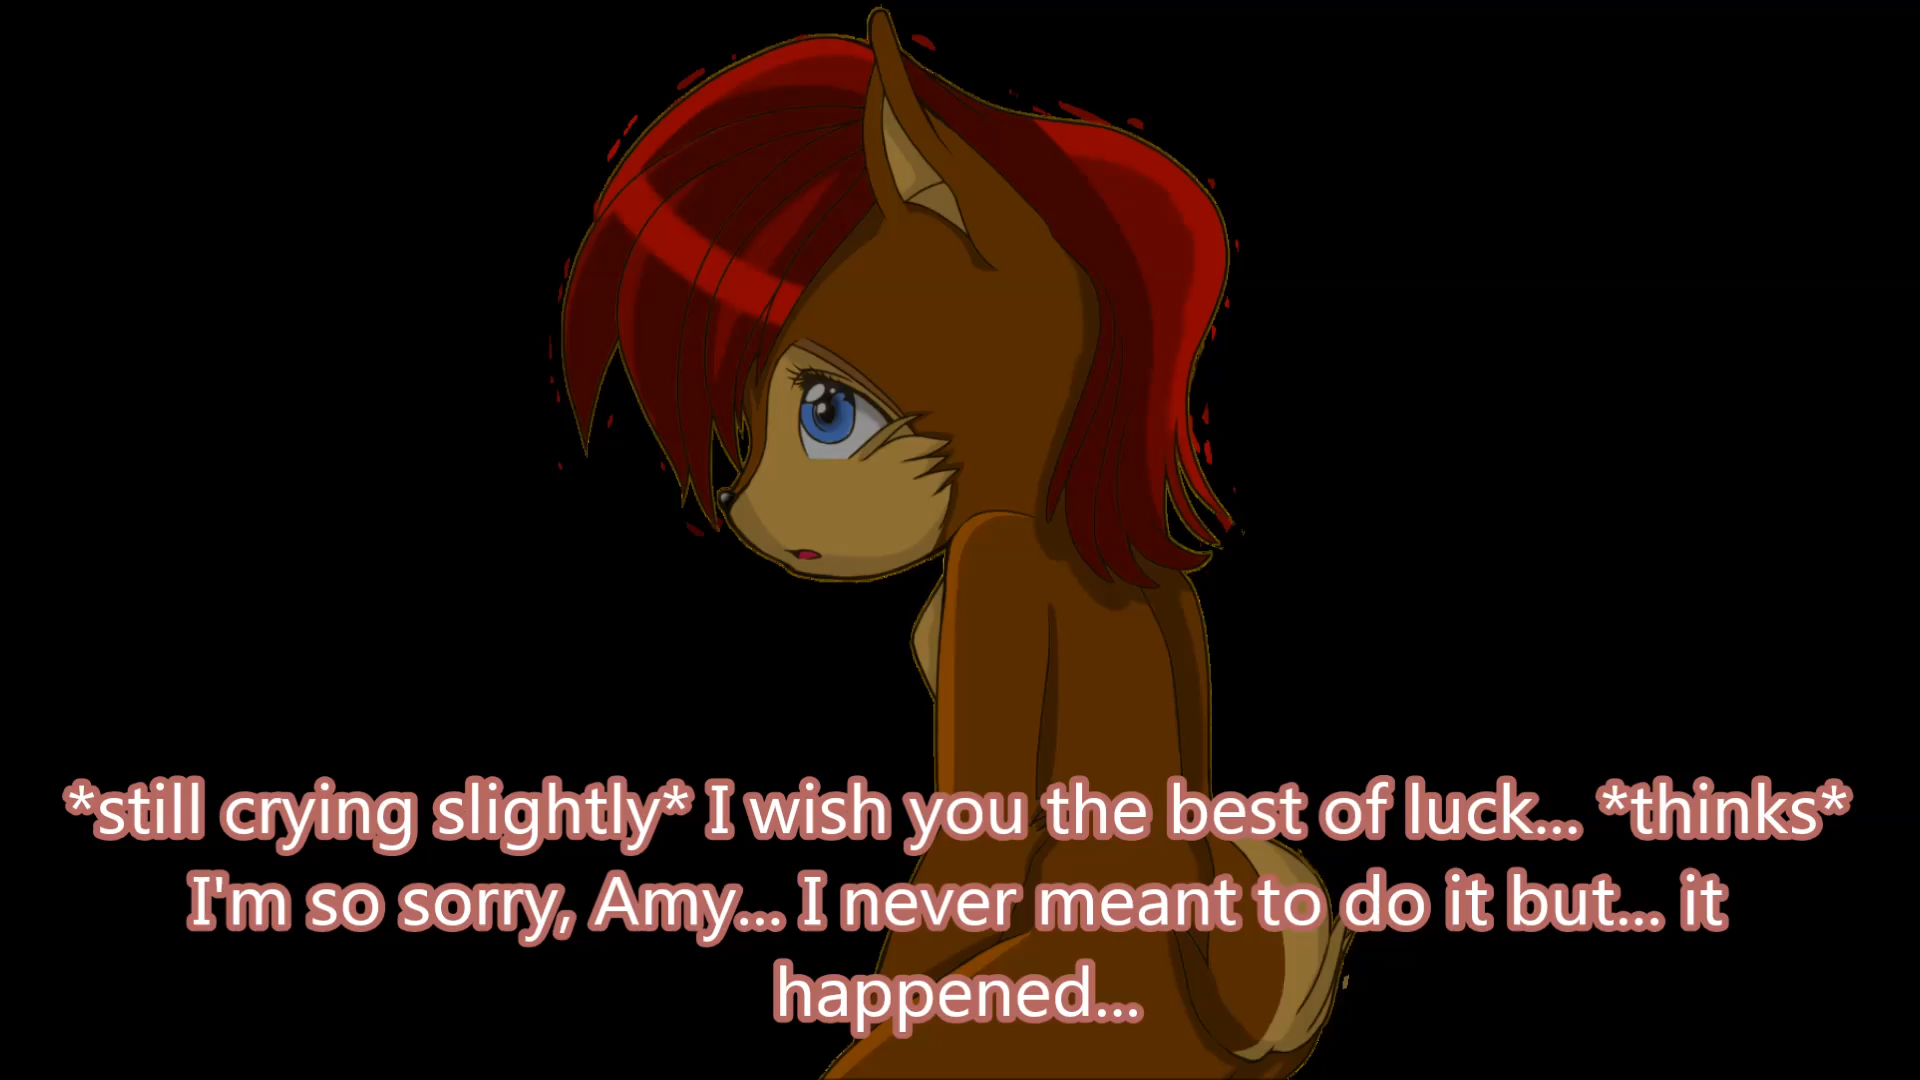 *still crying slightly* I wish you the best of luck... *thinks*
I'm so sorry, Amy... I never meant to do it but... it
happened...